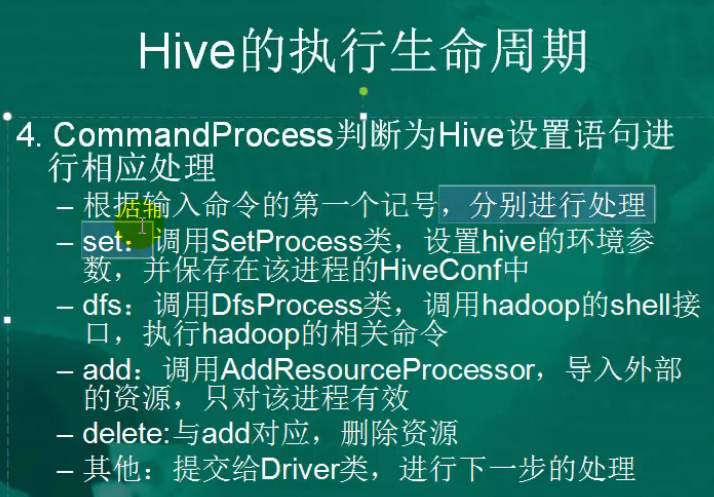 Hive的执行生命周期
4. CommandProcess判断为Hive设置语句进
行相应处理
– 根据输入命令的第一个记号，分别进行处理
– set：调用SetProcess类，设置hive的环境参
数，并保存在该进程的HiveConf中
– dfs：调用DfsProcess类，调用hadoop的shell接
口，执行hadoop的相关命令
– add：调用AddResourceProcessor，导入外部
的资源，只对该进程有效
– delete:与add对应，删除资源
– 其他：提交给Driver类，进行下一步的处理